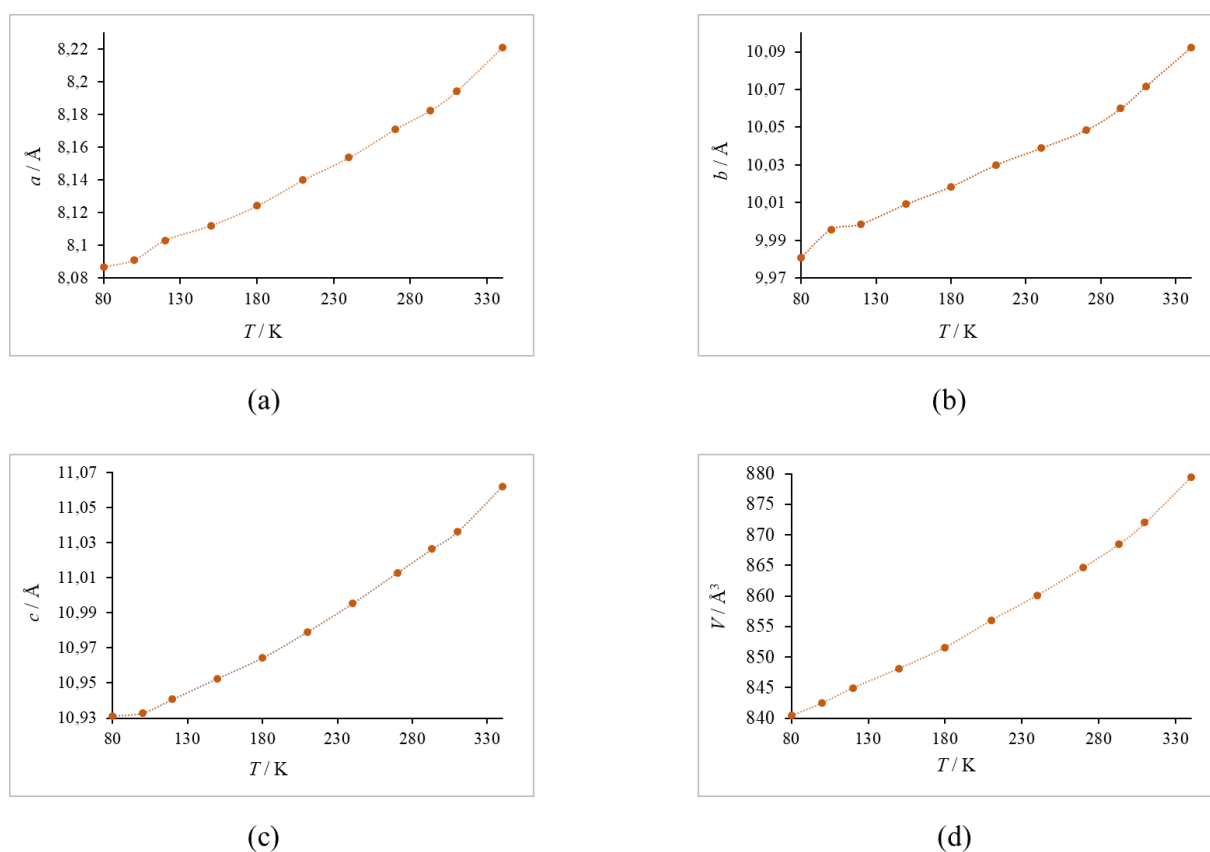 8,22
8,2
8,18
8,16
8,14
8,12
8,1
8,08
a / Å
80 130 180 230 280 330
T / K
(a)
10,09
10,07
10,05
10,03
10,01
9,99
9,97
b / Å
80 130 180 230 280 330
T / K
(b)
11,07
11,05
11,03
11,01
10,99
10,97
10,95
10,93
c / Å
80 130 180 230 280 330
T / K
(c)
880
875
870
865
860
855
850
845
840
V / Å³
80 130 180 230 280 330
T / K
(d)